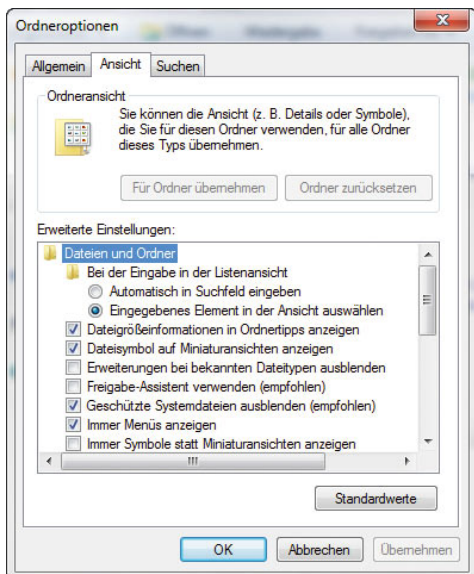 Ordneroptionen
Allgemein Ansicht Suchen
Ordneransicht
Sie können die Ansicht (z. B. Details oder Symbole),
die Sie für diesen Ordner verwenden, für alle Ordner
dieses Typs übernehmen.
Für Ordner übernehmen Ordner zurücksetzen
Erweiterte Einstellungen:
Dateien und Ordner
Bei der Eingabe in der Listenansicht
Automatisch in Suchfeld eingeben
Eingegebenes Element in der Ansicht auswählen
Dateigrößeinformationen in Ordnertipps anzeigen
Dateisymbol auf Miniaturansichten anzeigen
Erweiterungen bei bekannten Dateitypen ausblenden
Freigabe-Assistent verwenden (empfohlen)
Geschützte Systemdateien ausblenden (empfohlen)
Immer Menüs anzeigen
Immer Symbole statt Miniaturansichten anzeigen
Standardwerte
OK Abbrechen Übernehmen